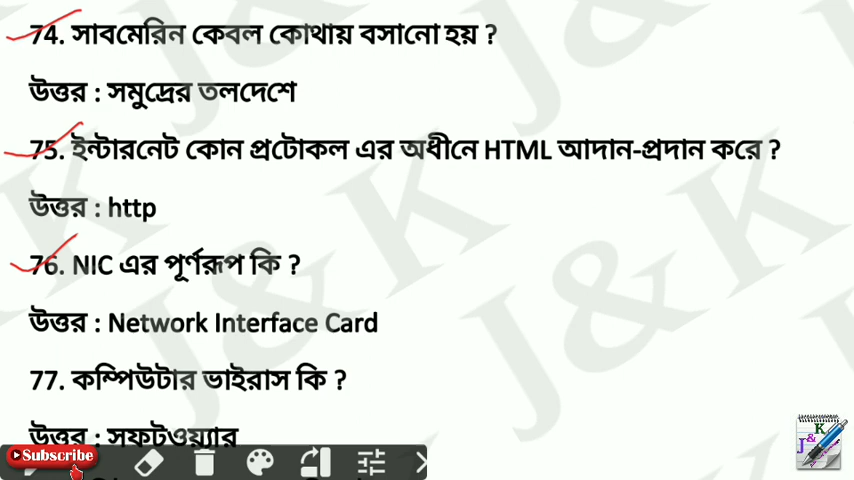 74. সাবমেরিন কেবল কোথায় বসানো হয় ?
উত্তর : সমুদ্রের তলদেশে
75. ইন্টারনেট কোন প্রটোকল এর অধীনে HTML আদান-প্রদান করে ?
উত্তর : http
76. NIC এর পূর্ণরূপ কি ?
উত্তর : Network Interface Card
77. কম্পিউটার ভাইরাস কি ?
উত্তর : সফটওয়্যার
Subscribe
J&K
J&K